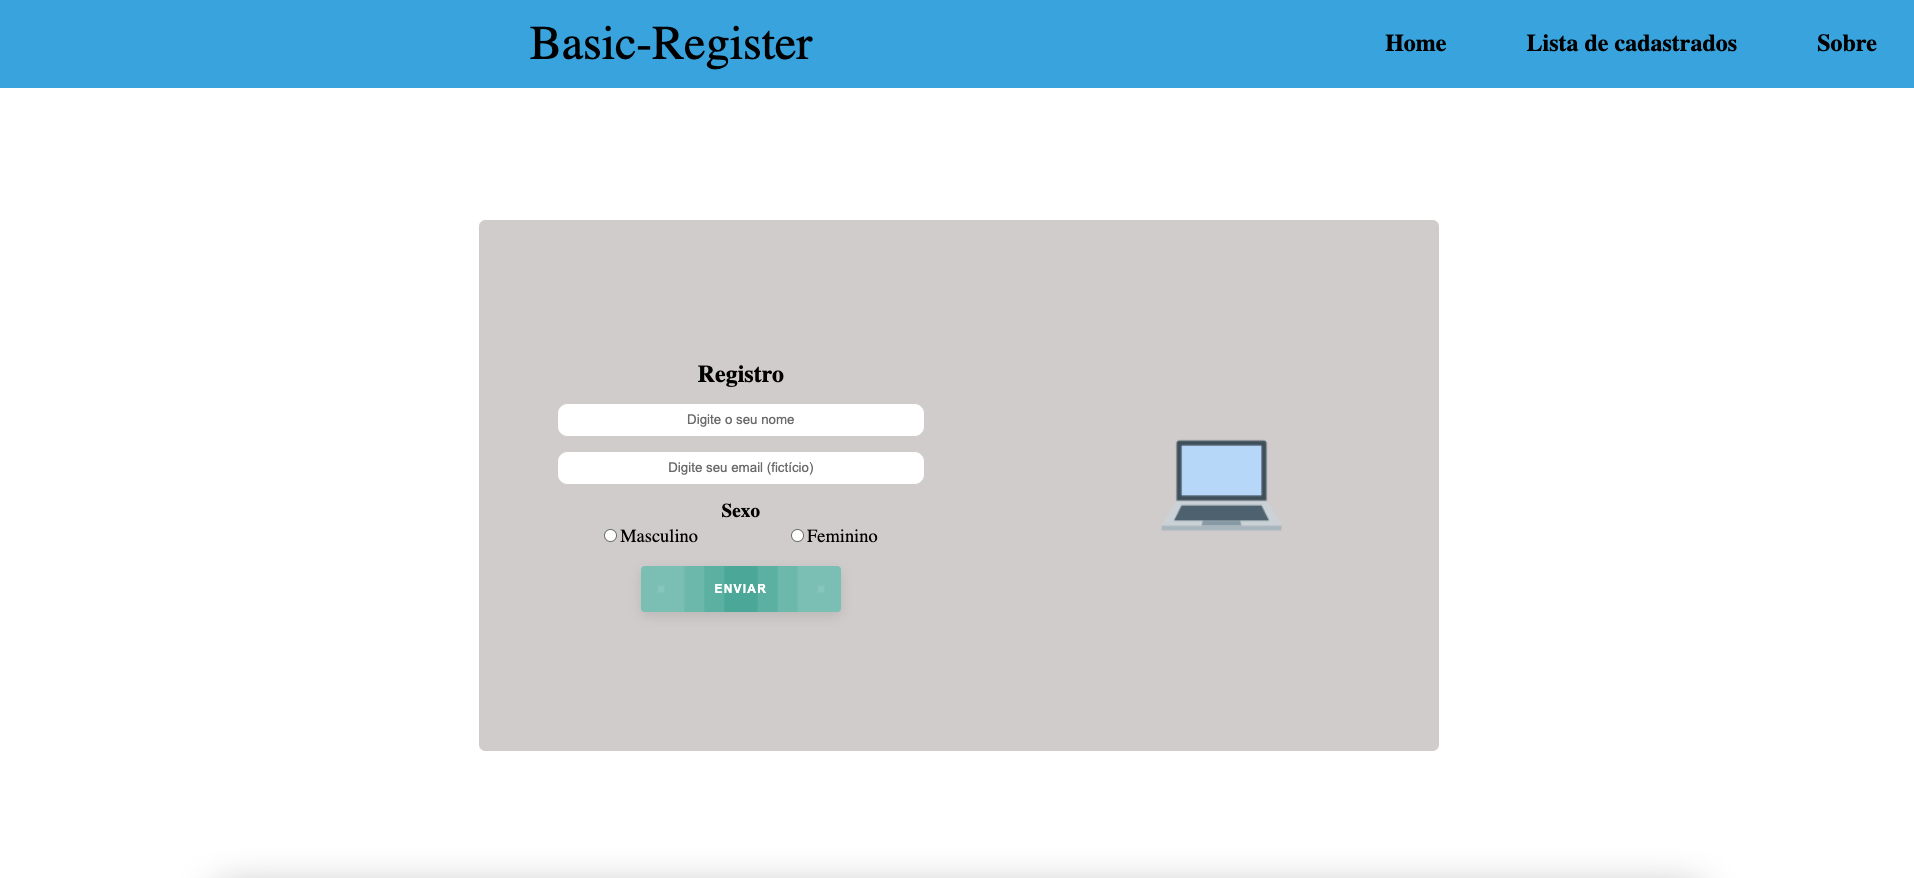 Basic-Register
Home
Lista de cadastrados
Sobre
Registro
Digite o seu nome
Digite seu email (fictício)
Sexo
Masculino
Feminino
ENVIAR